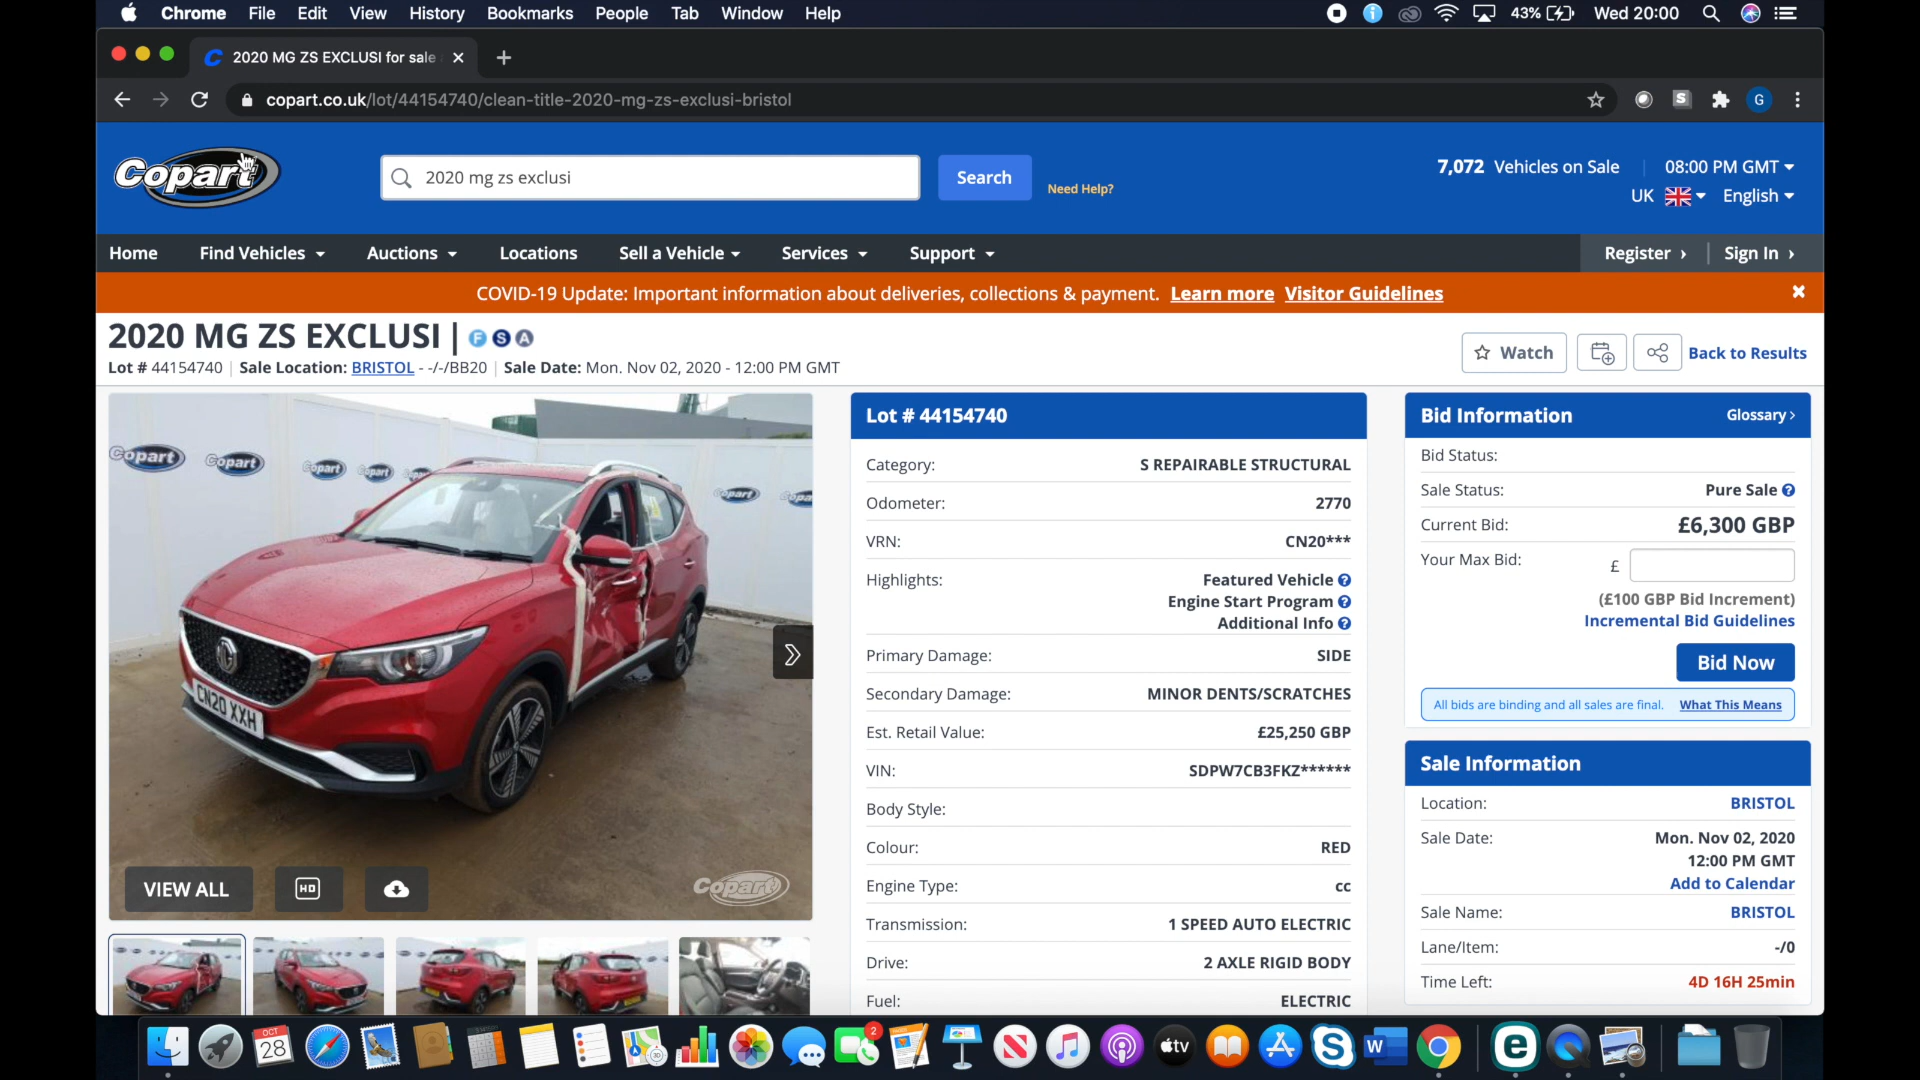 Chrome File Edit View History Bookmarks People Tab Window Help 43% Wed 20:00
2020 MG ZS EXCLUSI for sale
copart.co.uk/lot/44154740/clean-title-2020-mg-zs-exclusi-bristol
S G
Copart 2020 mg zs exclusi Search Need Help?
7,072 Vehicles on Sale 08:00 PM GMT
UK English
Home Find Vehicles Auctions Locations Sell a Vehicle Services Support Register Sign In
COVID-19 Update: Important information about deliveries, collections & payment. Learn more Visitor Guidelines
2020 MG ZS EXCLUSI | F S A
Watch Back to Results
Lot # 44154740 Sale Location: BRISTOL - -/-/BB20 Sale Date: Mon. Nov 02, 2020 - 12:00 PM GMT
Copart Copart Copart Copart
CN20 XXH
VIEW ALL HD Copart
Lot # 44154740
Category: S REPAIRABLE STRUCTURAL
Odometer: 2770
VRN: CN20***
Highlights: Featured Vehicle
Engine Start Program
Additional Info
Primary Damage: SIDE
Secondary Damage: MINOR DENTS/SCRATCHES
Est. Retail Value: £25,250 GBP
VIN: SDPW7CB3FKZ******
Body Style:
Colour: RED
Engine Type: cc
Transmission: 1 SPEED AUTO ELECTRIC
Drive: 2 AXLE RIGID BODY
Fuel: ELECTRIC
Bid Information Glossary
Bid Status:
Sale Status: Pure Sale
Current Bid: £6,300 GBP
Your Max Bid: £
(£100 GBP Bid Increment)
Incremental Bid Guidelines
Bid Now
All bids are binding and all sales are final. What This Means
Sale Information
Location: BRISTOL
Sale Date: Mon. Nov 02, 2020
12:00 PM GMT
Add to Calendar
Sale Name: BRISTOL
Lane/Item: -/0
Time Left: 4D 16H 25min
OCT
28
2
tv
S W e